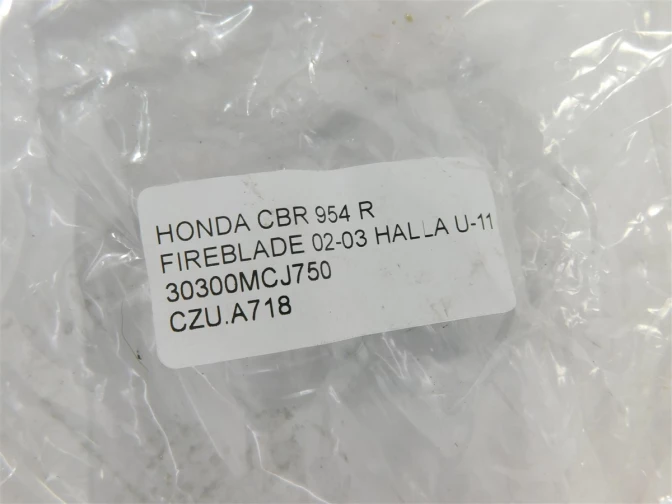 HONDA CBR 954 R
FIREBLADE 02-03 HALLA U-11
30300MCJ750
CZU.A718